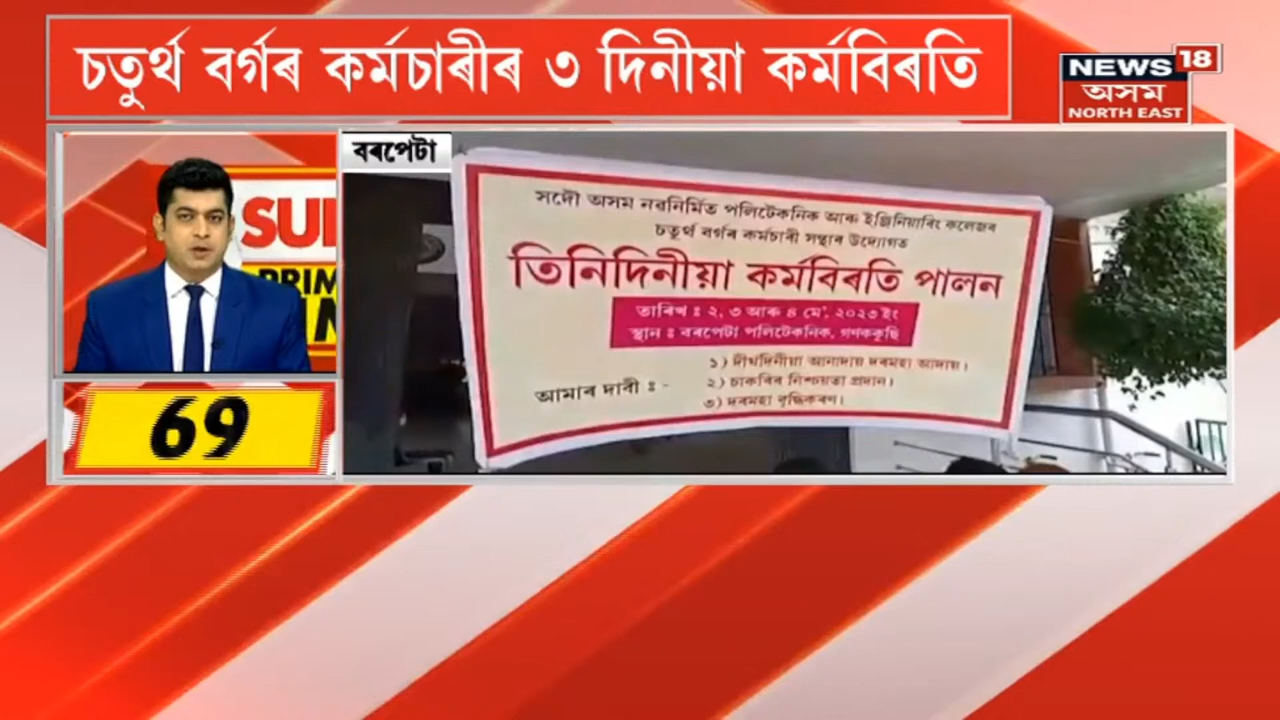 চতুৰ্থ বৰ্গৰ কৰ্মচাৰীৰ ৩ দিনীয়া কৰ্মবিৰতি
NEWS 18
অসম
NORTH EAST
বৰপেটা
SU
PRIM
69
সদৌ অসম নৱনিৰ্মিত পলিটেকনিক আৰু ইঞ্জিনিয়াৰিং কলেজৰ
চতুৰ্থ বৰ্গৰ কৰ্মচাৰী সন্থাৰ উদ্যোগত
তিনিদিনীয়া কৰ্মবিৰতি পালন
তাৰিখ ঃ ২, ৩ আৰু ৪ মে', ২০২৩ ইং
স্থান ঃ বৰপেটা পলিটেকনিক, গণককুছি
আমাৰ দাবী ঃ-
১) দীৰ্ঘদিনীয়া আনাদায় দৰমহা আদায়।
২) চাকৰিৰ নিশ্চয়তা প্ৰদান।
৩) দৰমহা বৃদ্ধিকৰণ।